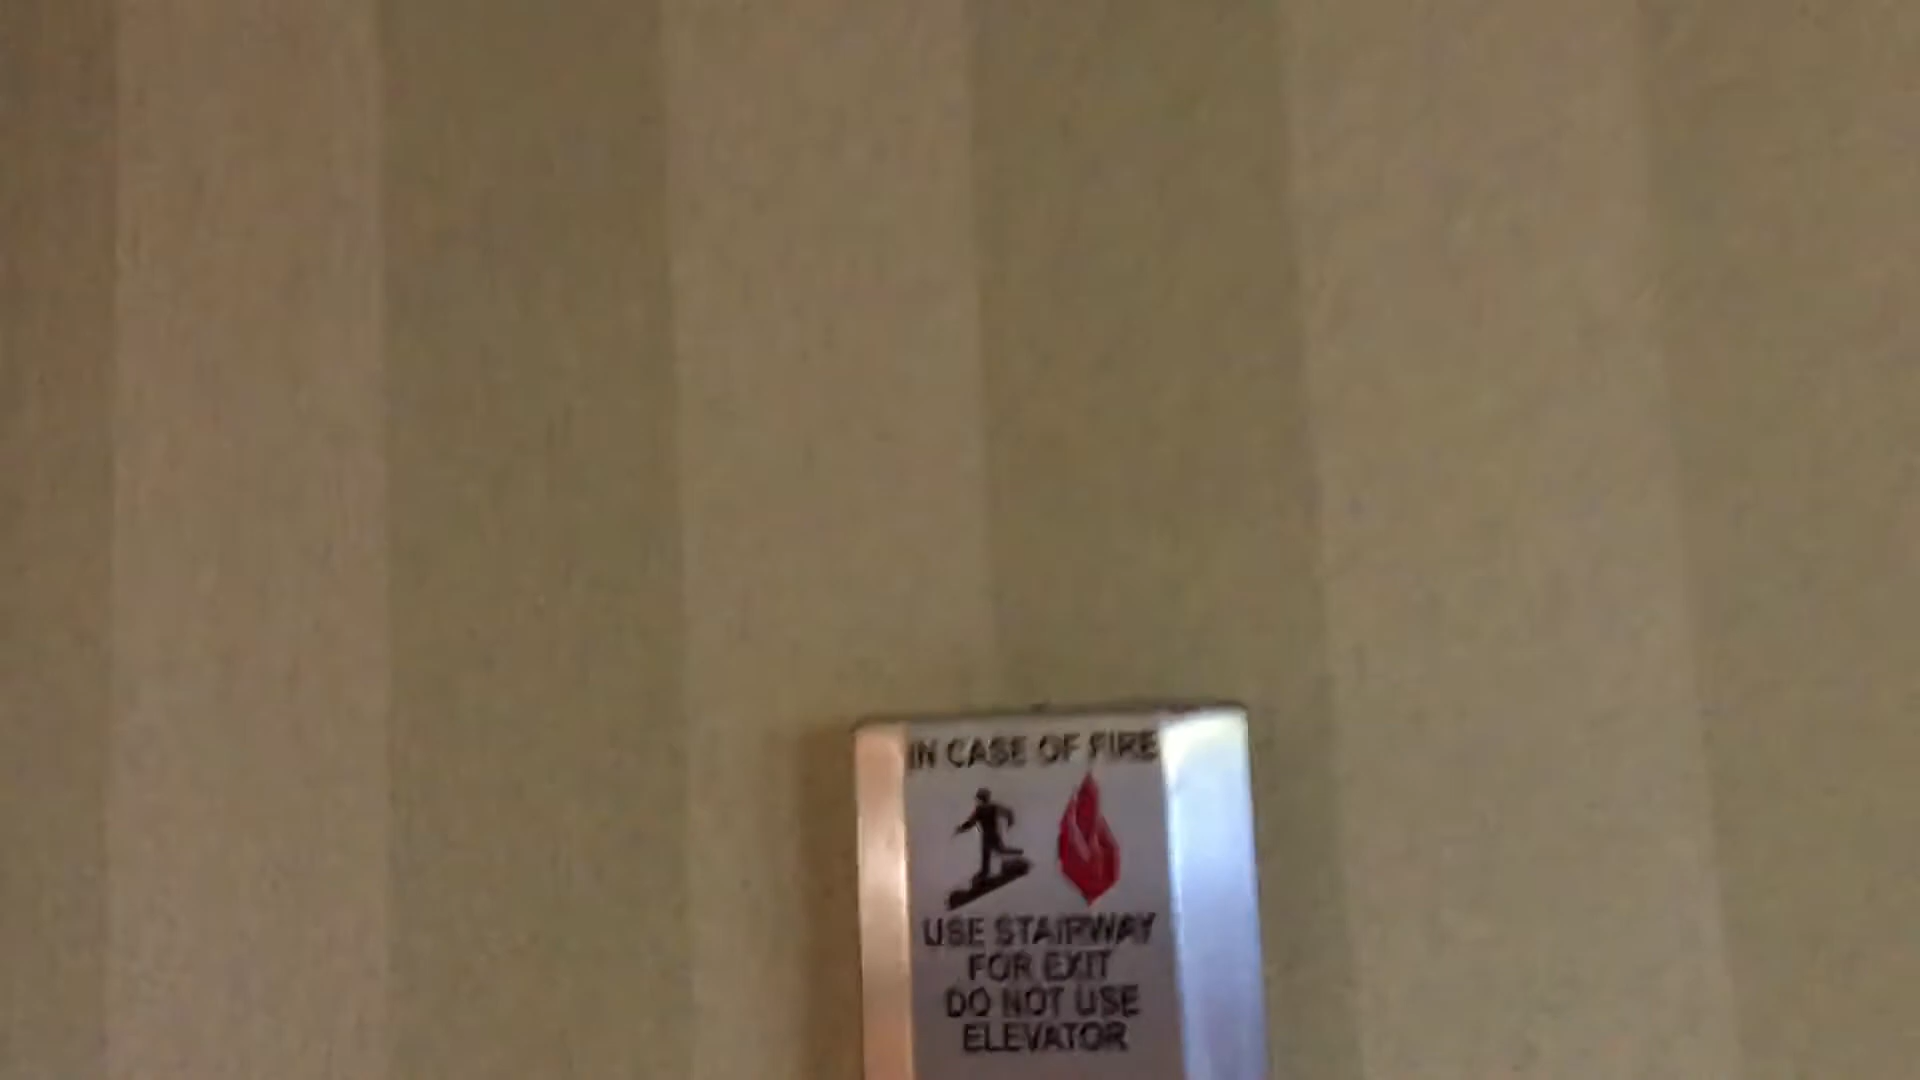 IN CASE OF FIRE
USE STAIRWAY
FOR EXIT
DO NOT USE
ELEVATOR